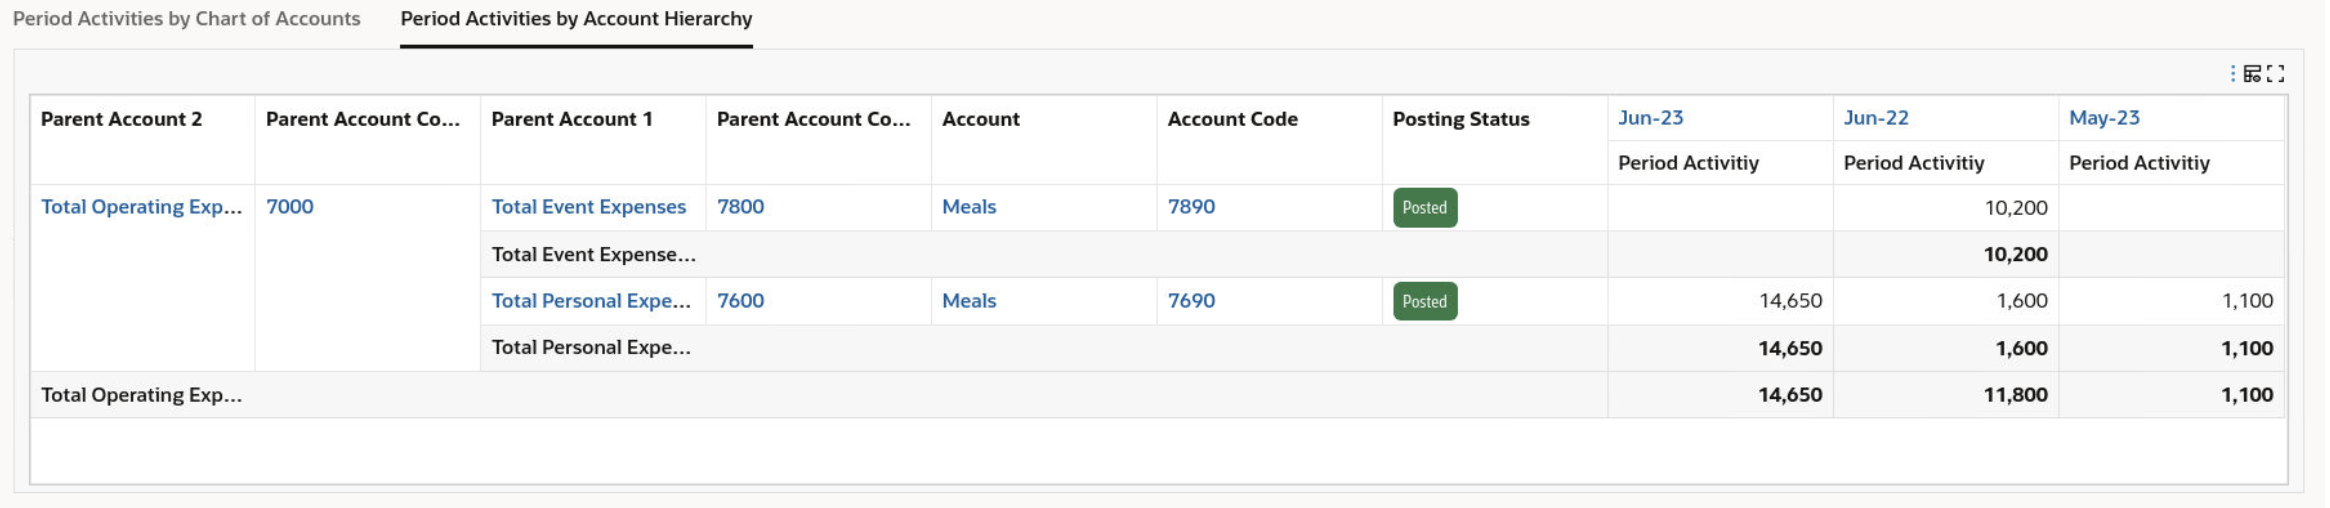 Period Activities by Chart of Accounts Period Activities by Account Hierarchy
Parent Account 2 Parent Account Co... Parent Account 1 Parent Account Co... Account Account Code Posting Status Jun-23 Jun-22 May-23
Period Activitiy Period Activitiy Period Activitiy
Total Operating Exp... 7000 Total Event Expenses 7800 Meals 7890 Posted 10,200
Total Event Expense... 10,200
Total Personal Expe... 7600 Meals 7690 Posted 14,650 1,600 1,100
Total Personal Expe... 14,650 1,600 1,100
Total Operating Exp... 14,650 11,800 1,100